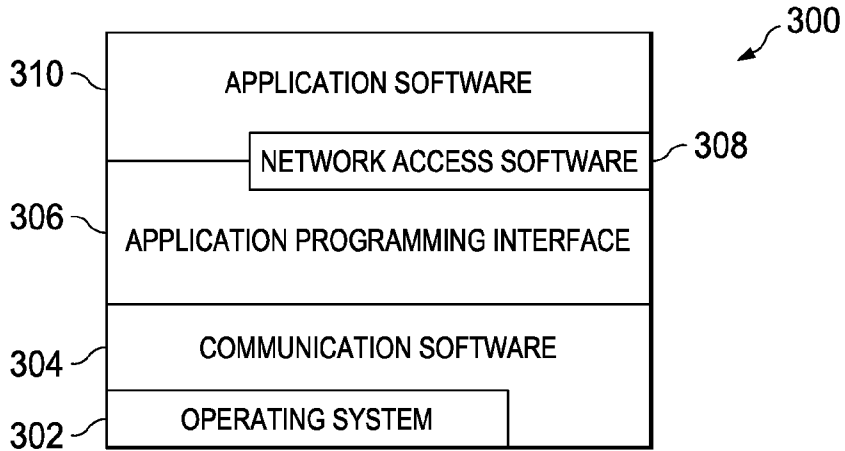 300
310
APPLICATION SOFTWARE
NETWORK ACCESS SOFTWARE
308
306
APPLICATION PROGRAMMING INTERFACE
304
COMMUNICATION SOFTWARE
302
OPERATING SYSTEM